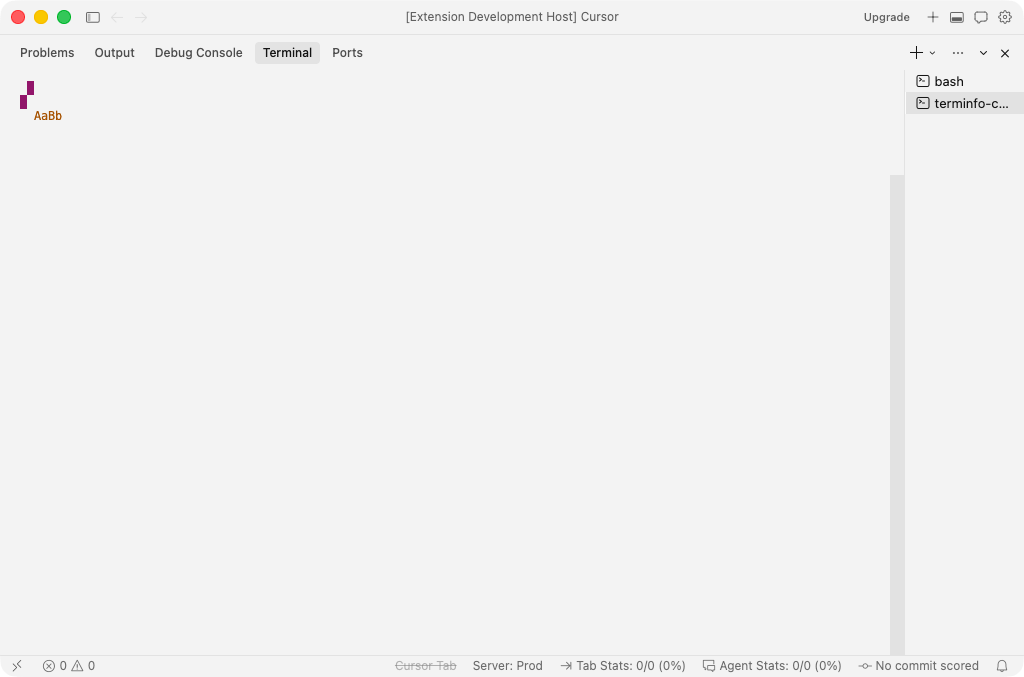 [Extension Development Host] Cursor
Upgrade
Problems Output Debug Console Terminal Ports
bash
terminfo-c...
AaBb
0 0 Cursor Tab Server: Prod Tab Stats: 0/0 (0%) Agent Stats: 0/0 (0%) No commit scored